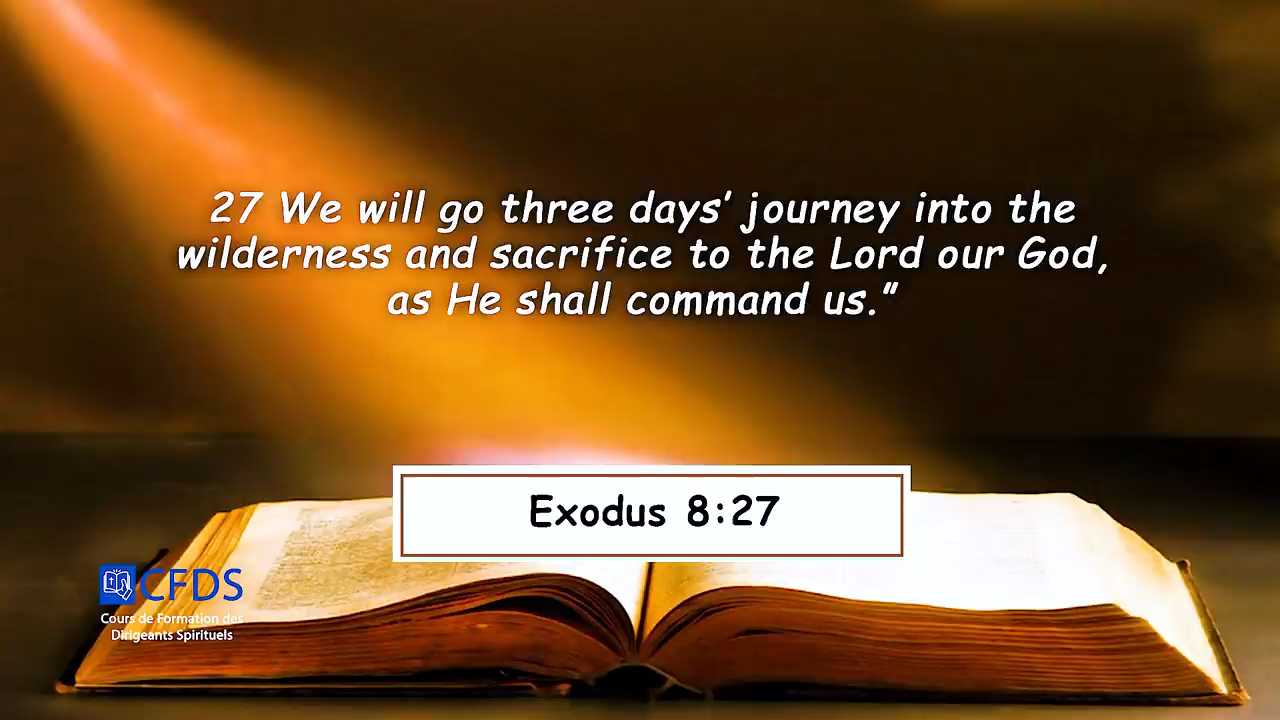 27 We will go three days’ journey into the
wilderness and sacrifice to the Lord our God,
as He shall command us.”
Exodus 8:27
CFDS
Cours de Formation des
Dirigeants Spirituels